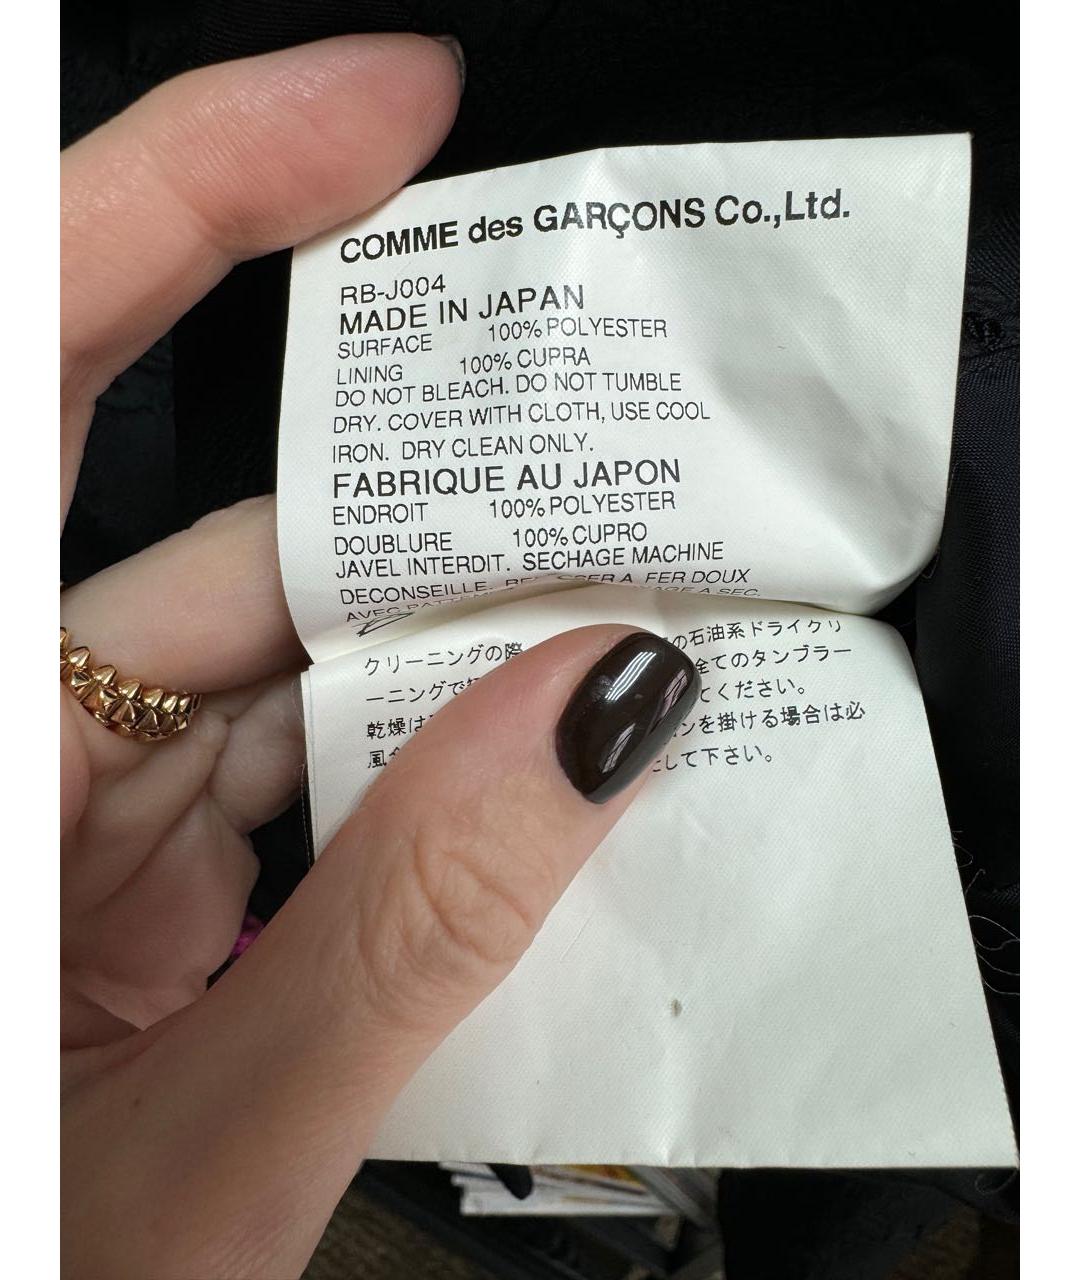 COMME des GARÇONS Co.,Ltd.
RB-J004
MADE IN JAPAN
SURFACE 100% POLYESTER
LINING 100% CUPRA
DO NOT BLEACH. DO NOT TUMBLE
DRY. COVER WITH CLOTH, USE COOL
IRON. DRY CLEAN ONLY.
FABRIQUE AU JAPON
ENDROIT 100% POLYESTER
DOUBLURE 100% CUPRO
JAVEL INTERDIT. SECHAGE MACHINE
DECONSEILLE. A FER DOUX
AVEC A SEC.
クリーニングの際 の石油系ドライクリ
ーニングで 全てのタンブラー
乾燥は てください。
を掛ける場合は必
して下さい。